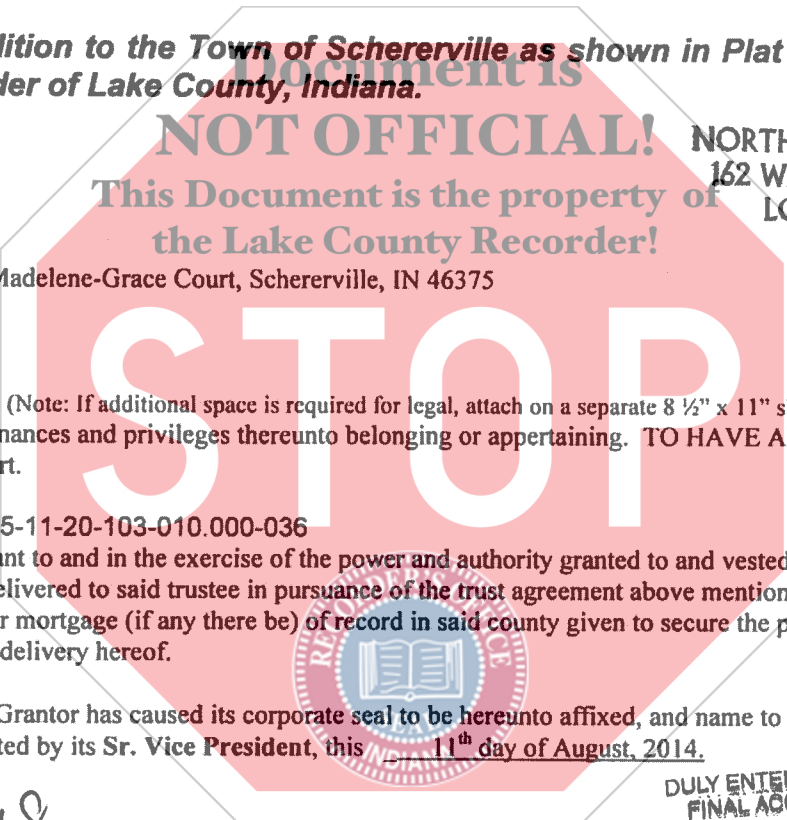 dition to the Town of Schererville as shown in Plat
der of Lake County, Indiana.
Document is
NOT OFFICIAL!
NORTH
162 W
This Document is the property of
LO
the Lake County Recorder!
Madelene-Grace Court, Schererville, IN 46375
STOP
(Note: If additional space is required for legal, attach on a separate 8 ½" x 11" s
nances and privileges thereunto belonging or appertaining. TO HAVE A
rt.
5-11-20-103-010.000-036
ant to and in the exercise of the power and authority granted to and vested
elivered to said trustee in pursuance of the trust agreement above mention
r mortgage (if any there be) of record in said county given to secure the p
delivery hereof.
RECORDER'S OFFICE
SEAL
INDIANA
Grantor has caused its corporate seal to be hereunto affixed, and name to
ted by its Sr. Vice President, this 11th day of August, 2014.
DULY ENTE
FINAL ACC